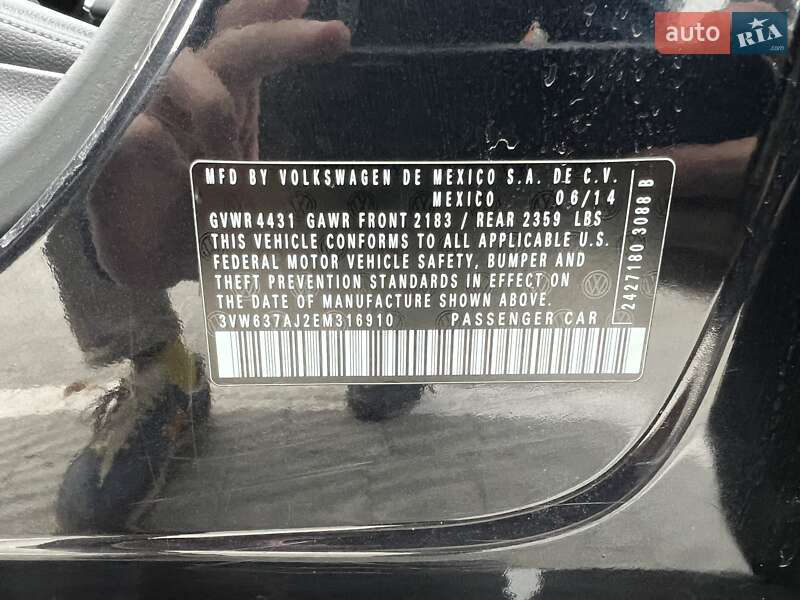 auto RIA
MFD BY VOLKSWAGEN DE MEXICO S.A. DE C.V.
MEXICO 06/14
GVWR 4431 GAWR FRONT 2183 / REAR 2359 LBS
THIS VEHICLE CONFORMS TO ALL APPLICABLE U.S.
FEDERAL MOTOR VEHICLE SAFETY, BUMPER AND
THEFT PREVENTION STANDARDS IN EFFECT ON
THE DATE OF MANUFACTURE SHOWN ABOVE.
3VW637AJ2EM316910 PASSENGER CAR
2427180 3088 B